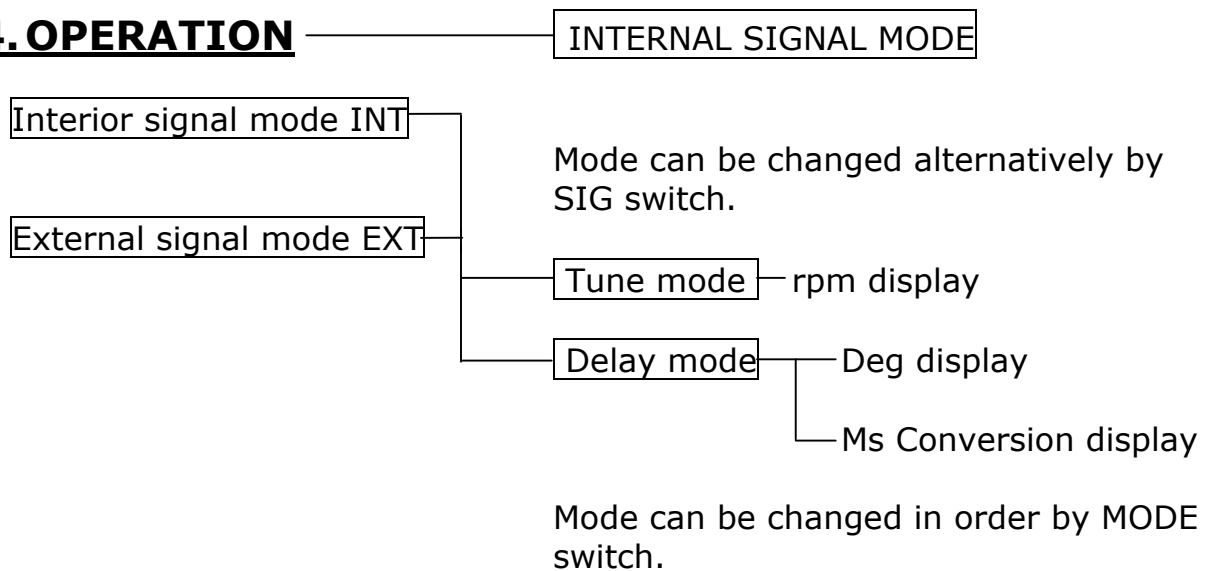 4. OPERATION
INTERNAL SIGNAL MODE
Interior signal mode INT
Mode can be changed alternatively by
SIG switch.
External signal mode EXT
Tune mode
rpm display
Delay mode
Deg display
Ms Conversion display
Mode can be changed in order by MODE
switch.